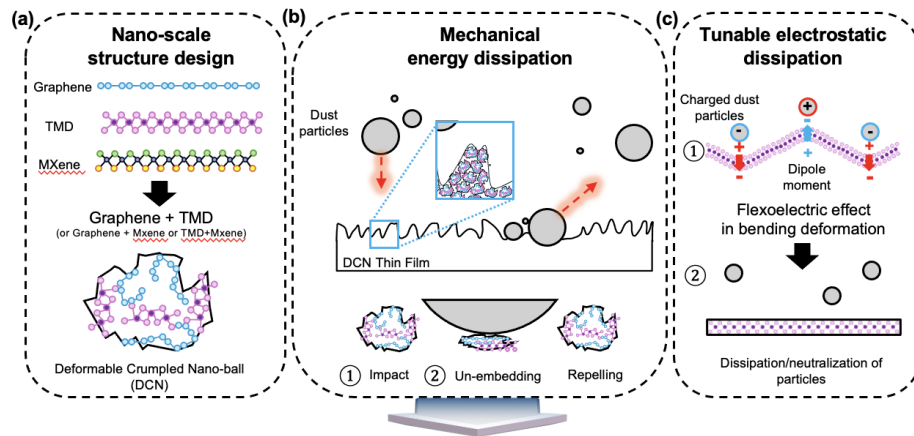 (a)
Nano-scale
structure design
Graphene
TMD
MXene
Graphene + TMD
(or Graphene + Mxene or TMD+Mxene)
Deformable Crumpled Nano-ball
(DCN)
(b)
Mechanical
energy dissipation
Dust
particles
DCN Thin Film
① Impact ② Un-embedding Repelling
(c)
Tunable electrostatic
dissipation
Charged dust
particles
+
- - -
+ +
①
- + -
Dipole
moment
Flexoelectric effect
in bending deformation
②
Dissipation/neutralization of
particles